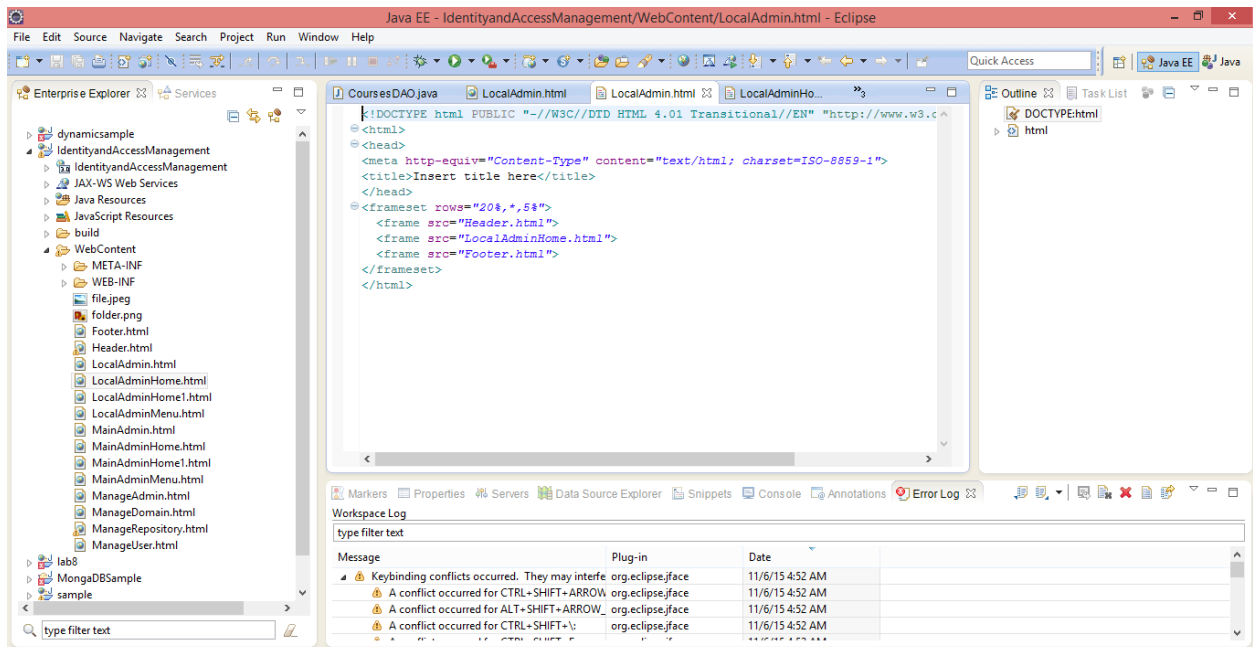 Java EE - IdentityandAccessManagement/WebContent/LocalAdmin.html - Eclipse
File Edit Source Navigate Search Project Run Window Help
Quick Access
Java EE
Java
Enterprise Explorer
Services
dynamicsample
IdentityandAccessManagement
IdentityandAccessManagement
JAX-WS Web Services
Java Resources
JavaScript Resources
build
WebContent
META-INF
WEB-INF
file.jpeg
folder.png
Footer.html
Header.html
LocalAdmin.html
LocalAdminHome.html
LocalAdminHome1.html
LocalAdminMenu.html
MainAdmin.html
MainAdminHome.html
MainAdminHome1.html
MainAdminMenu.html
ManageAdmin.html
ManageDomain.html
ManageRepository.html
ManageUser.html
lab8
MongaDBSample
sample
type filter text
CoursesDAO.java
LocalAdmin.html
LocalAdmin.html
LocalAdminHo...
»3
<!DOCTYPE html PUBLIC "-//W3C//DTD HTML 4.01 Transitional//EN" "http://www.w3.c
<html>
<head>
<meta http-equiv="Content-Type" content="text/html; charset=ISO-8859-1">
<title>Insert title here</title>
</head>
<frameset rows="20%,*,5%">
<frame src="Header.html">
<frame src="LocalAdminHome.html">
<frame src="Footer.html">
</frameset>
</html>
Outline
Task List
DOCTYPE:html
html
Markers Properties Servers Data Source Explorer Snippets Console Annotations Error Log
Workspace Log
type filter text
Message Plug-in Date
Keybinding conflicts occurred. They may interfe org.eclipse.jface 11/6/15 4:52 AM
A conflict occurred for CTRL+SHIFT+ARROW org.eclipse.jface 11/6/15 4:52 AM
A conflict occurred for ALT+SHIFT+ARROW_ org.eclipse.jface 11/6/15 4:52 AM
A conflict occurred for CTRL+SHIFT+\: org.eclipse.jface 11/6/15 4:52 AM